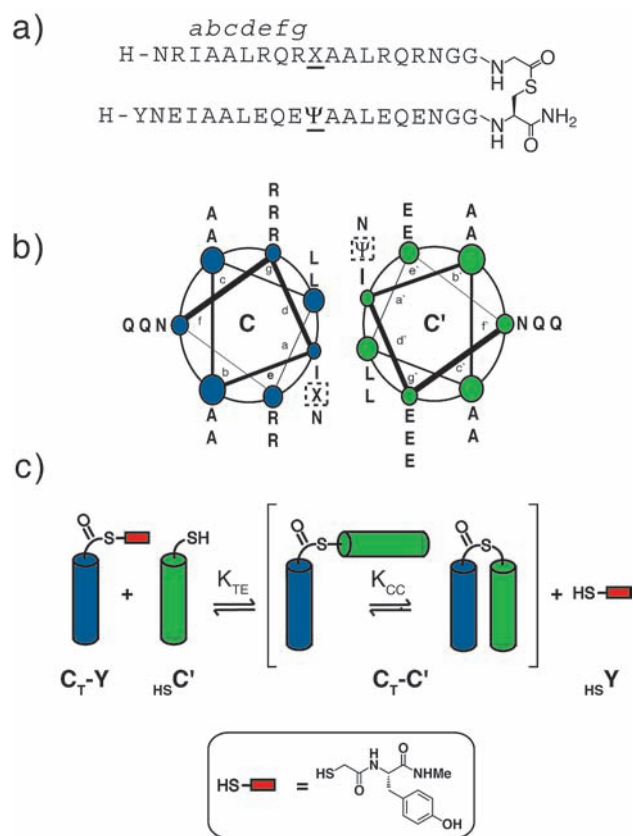 a)
abcdefg
H-NRIAALRQRXAALRQRNGG
N
H
O
S
H-YNEIAALEQEΨAALEQENGG
N
H
NH2
O
b)
R
R
R
A
A
c
g
L
L
d
QQN
f
C
a
b
e
I
X
N
A
A
R
R
N
Ψ
I
E
E
A
A
e'
b'
a'
C'
f'
NQQ
d'
L
L
g'
c'
E
E
E
A
A
c)
O
S
SH
+
KTE
O
S
KCC
O
S
+
HS
CT-Y
HSC'
CT-C'
HSY
HS
=
HS
O
H
N
O
NHMe
OH